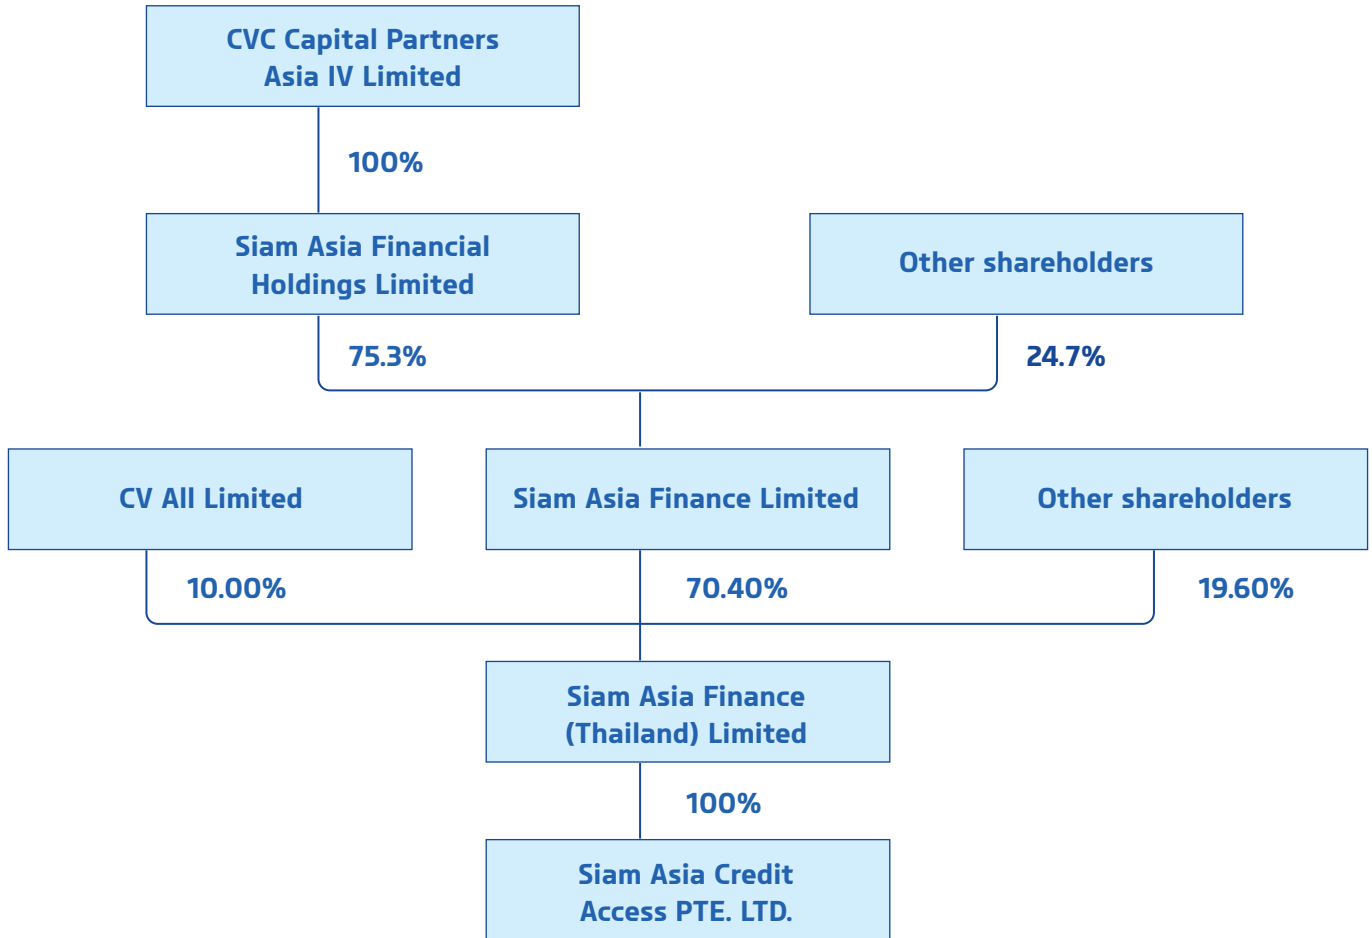 CVC Capital Partners
Asia IV Limited
100%
Siam Asia Financial
Holdings Limited
Other shareholders
75.3%
24.7%
CV All Limited
Siam Asia Finance Limited
Other shareholders
10.00%
70.40%
19.60%
Siam Asia Finance
(Thailand) Limited
100%
Siam Asia Credit
Access PTE. LTD.